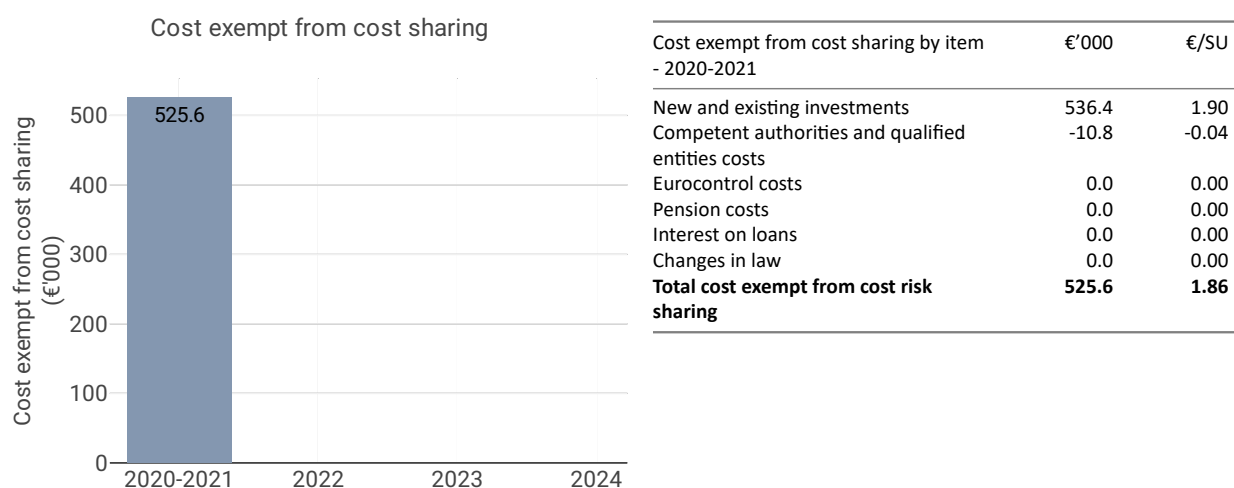 Cost exempt from cost sharing
Cost exempt from cost sharing
(€'000)
500
400
300
200
100
0
525.6
2020-2021 2022 2023 2024
Cost exempt from cost sharing by item €’000 €/SU
- 2020-2021
New and existing investments 536.4 1.90
Competent authorities and qualified -10.8 -0.04
entities costs
Eurocontrol costs 0.0 0.00
Pension costs 0.0 0.00
Interest on loans 0.0 0.00
Changes in law 0.0 0.00
Total cost exempt from cost risk 525.6 1.86
sharing